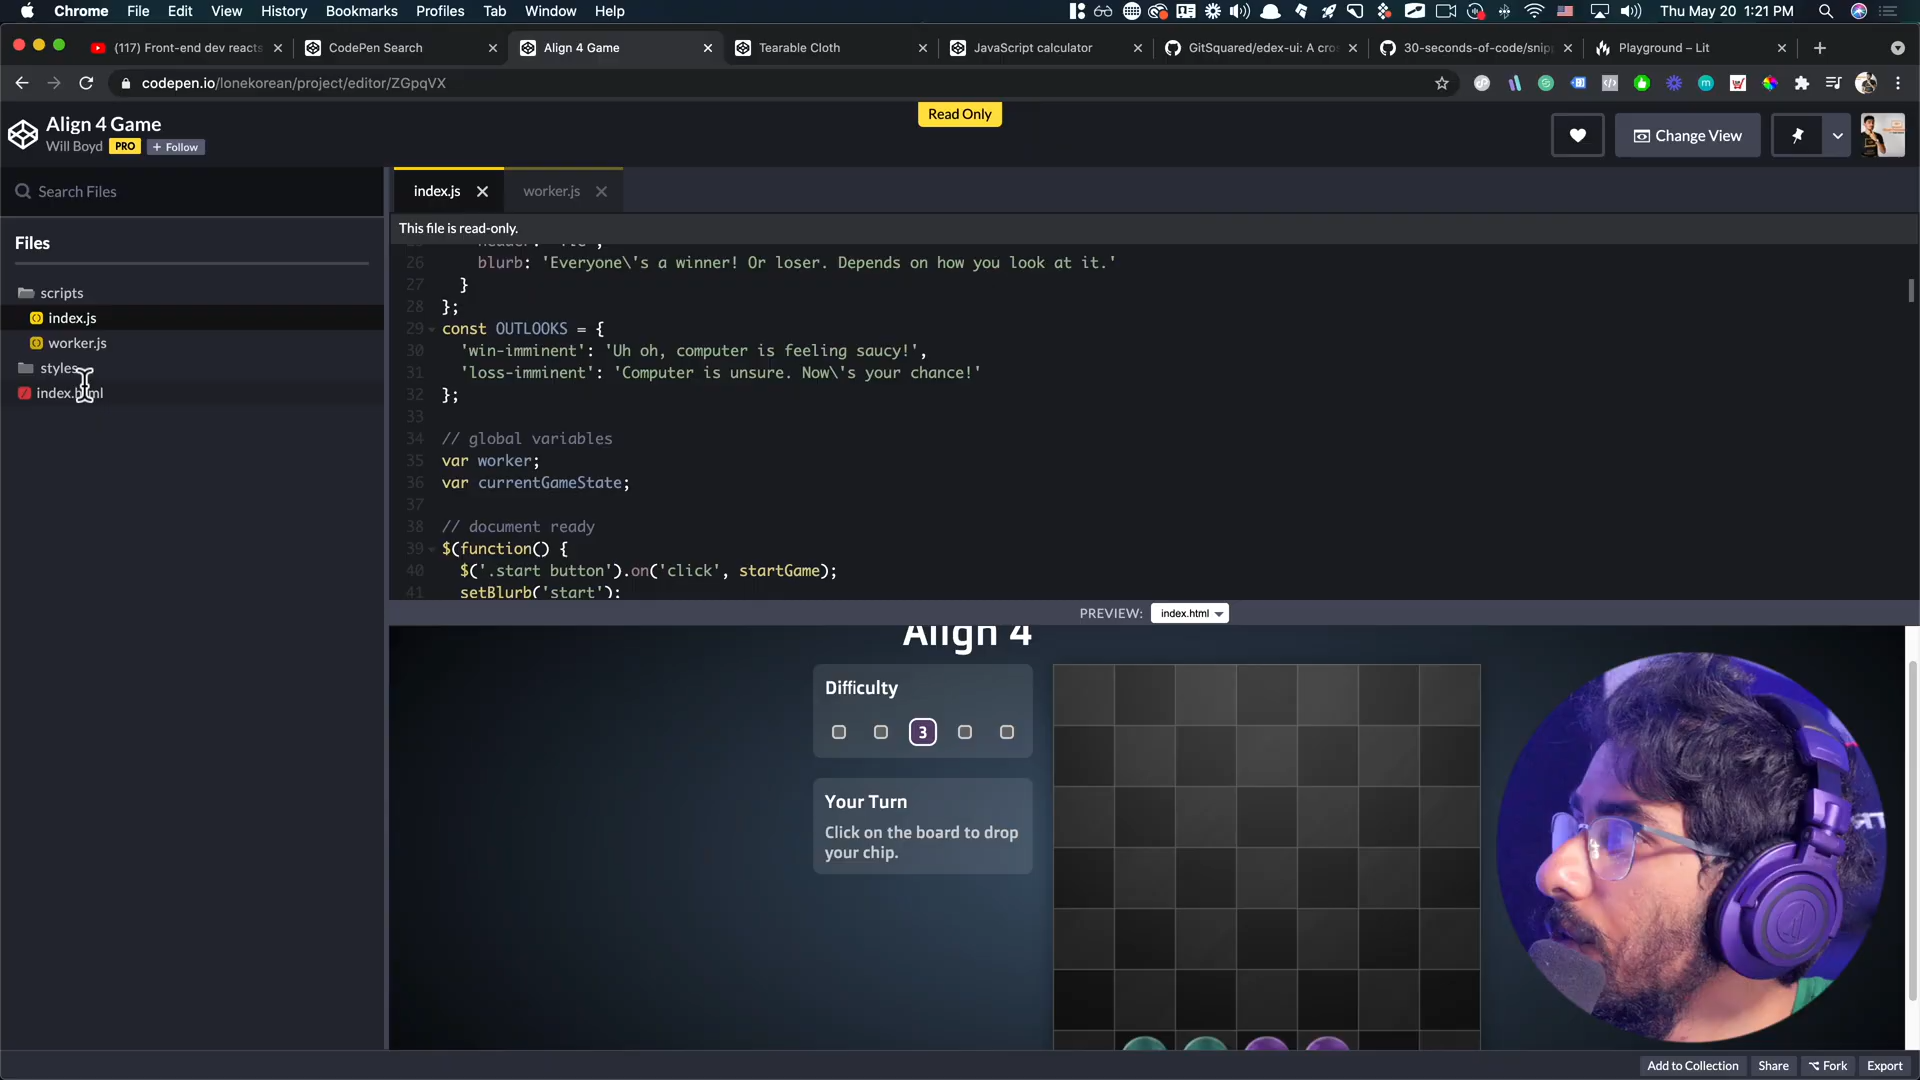 Chrome File Edit View History Bookmarks Profiles Tab Window Help Thu May 20 1:21 PM
(117) Front-end dev reacts CodePen Search Align 4 Game Tearable Cloth JavaScript calculator GitSquared/edex-ui: A cros 30-seconds-of-code/snip Playground – Lit
codepen.io/lonekorean/project/editor/ZGpqVX
Read Only
Align 4 Game
Will Boyd PRO + Follow
Change View
Search Files
index.js worker.js
This file is read-only.
Files
scripts
index.js
worker.js
styles
index.html
26 blurb: 'Everyone\'s a winner! Or loser. Depends on how you look at it.'
27 }
28 };
29 const OUTLOOKS = {
30 'win-imminent': 'Uh oh, computer is feeling saucy!',
31 'loss-imminent': 'Computer is unsure. Now\'s your chance!'
32 };
33
34 // global variables
35 var worker;
36 var currentGameState;
37
38 // document ready
39 $(function() {
40 $('.start button').on('click', startGame);
41 setBlurb('start');
PREVIEW: index.html
Align 4
Difficulty
3
Your Turn
Click on the board to drop
your chip.
Add to Collection Share Fork Export